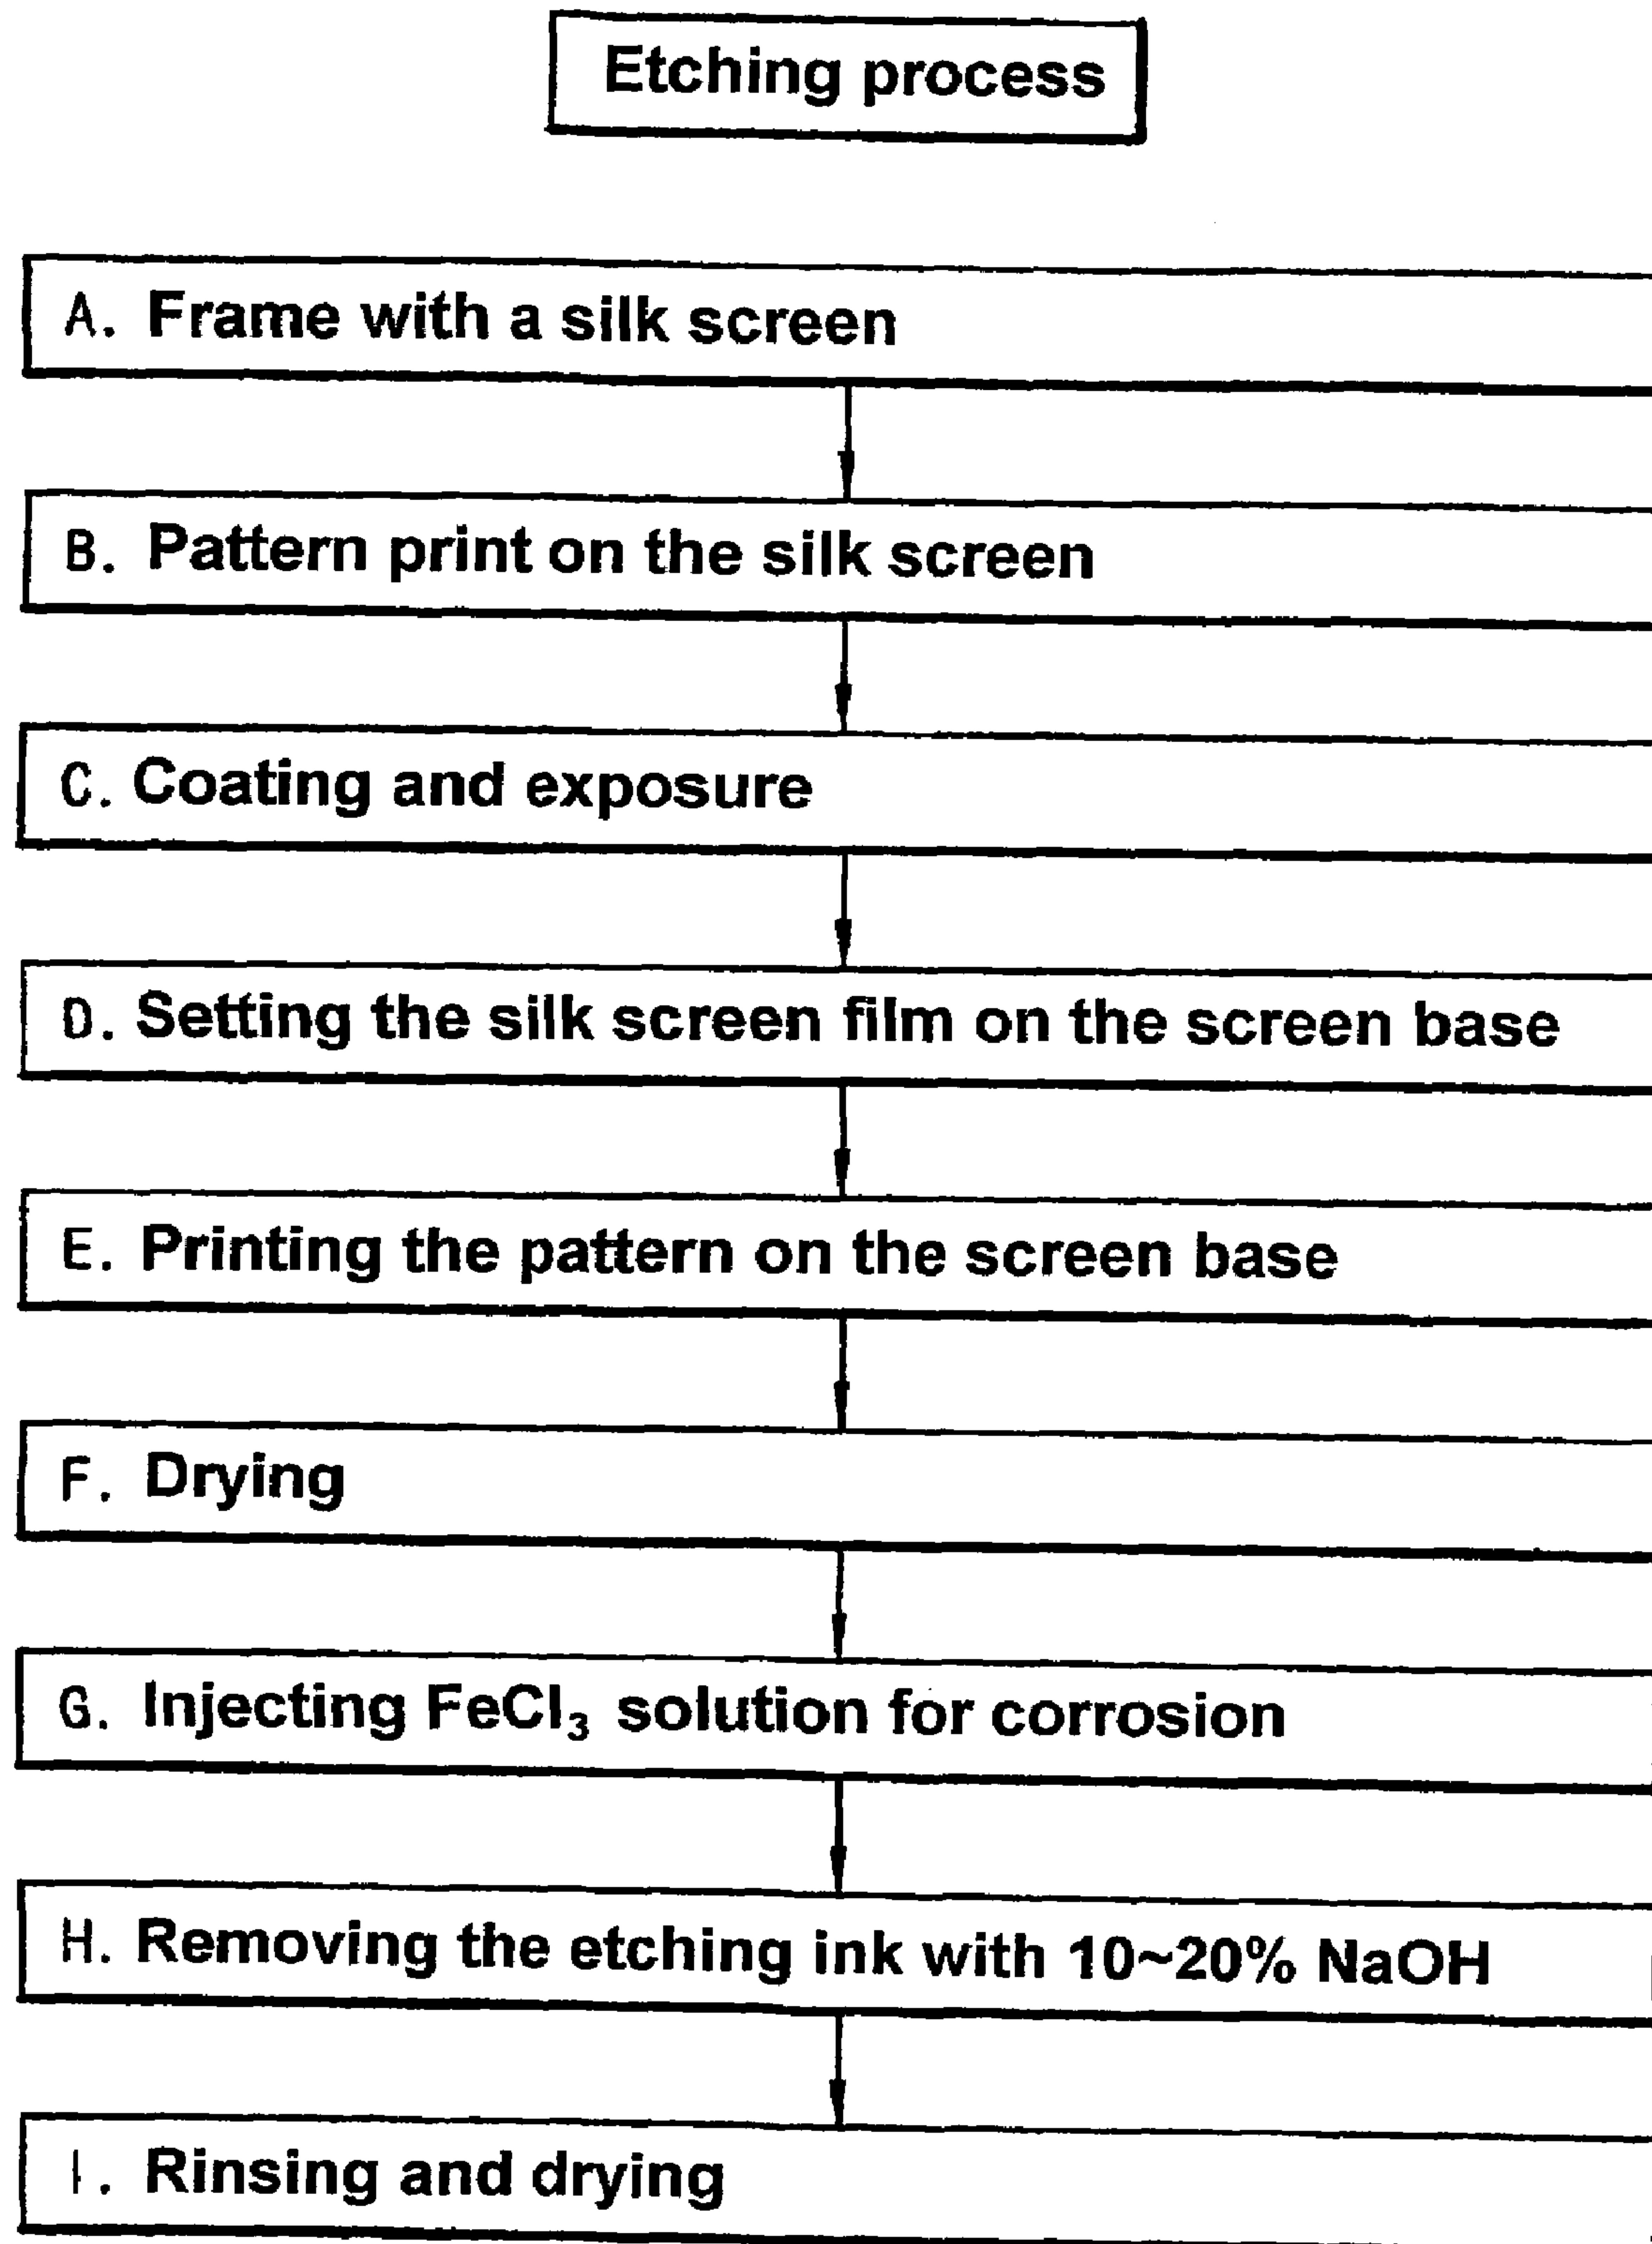 Etching process
A. Frame with a silk screen
B. Pattern print on the silk screen
C. Coating and exposure
D. Setting the silk screen film on the screen base
E. Printing the pattern on the screen base
F. Drying
G. Injecting FeCl₃ solution for corrosion
H. Removing the etching ink with 10~20% NaOH
I. Rinsing and drying